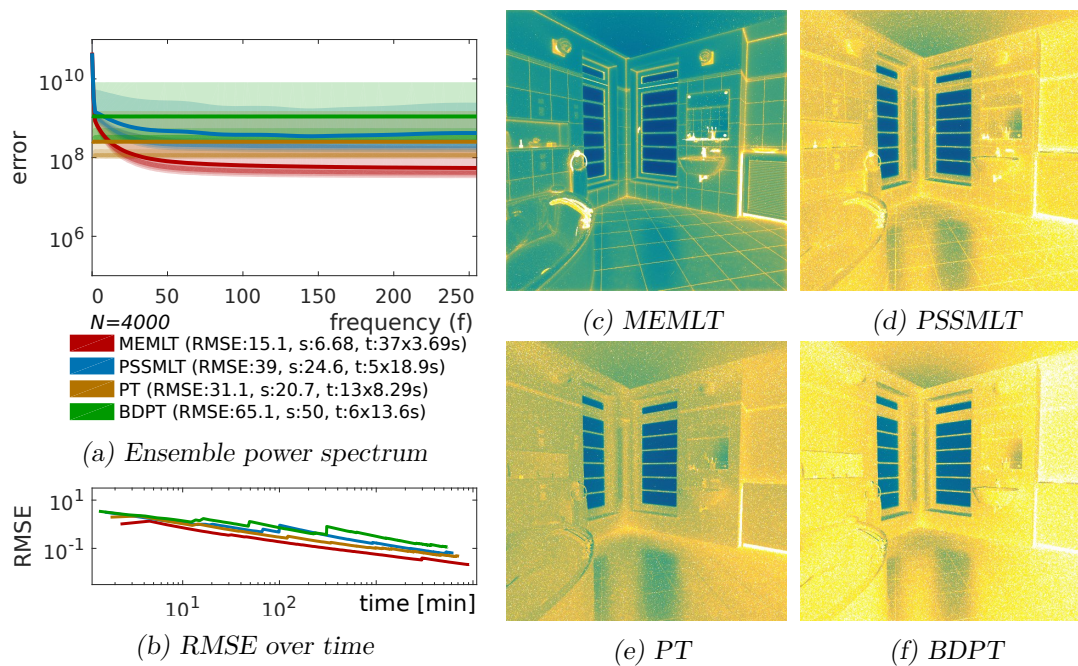 10^10
10^8
10^6
error
0 50 100 150 200 250
N=4000 frequency (f)
MEMLT (RMSE:15.1, s:6.68, t:37x3.69s)
PSSMLT (RMSE:39, s:24.6, t:5x18.9s)
PT (RMSE:31.1, s:20.7, t:13x8.29s)
BDPT (RMSE:65.1, s:50, t:6x13.6s)
(a) Ensemble power spectrum
10^1
10^-1
RMSE
10^1 10^2 time [min]
(b) RMSE over time
(c) MEMLT
(d) PSSMLT
(e) PT
(f) BDPT